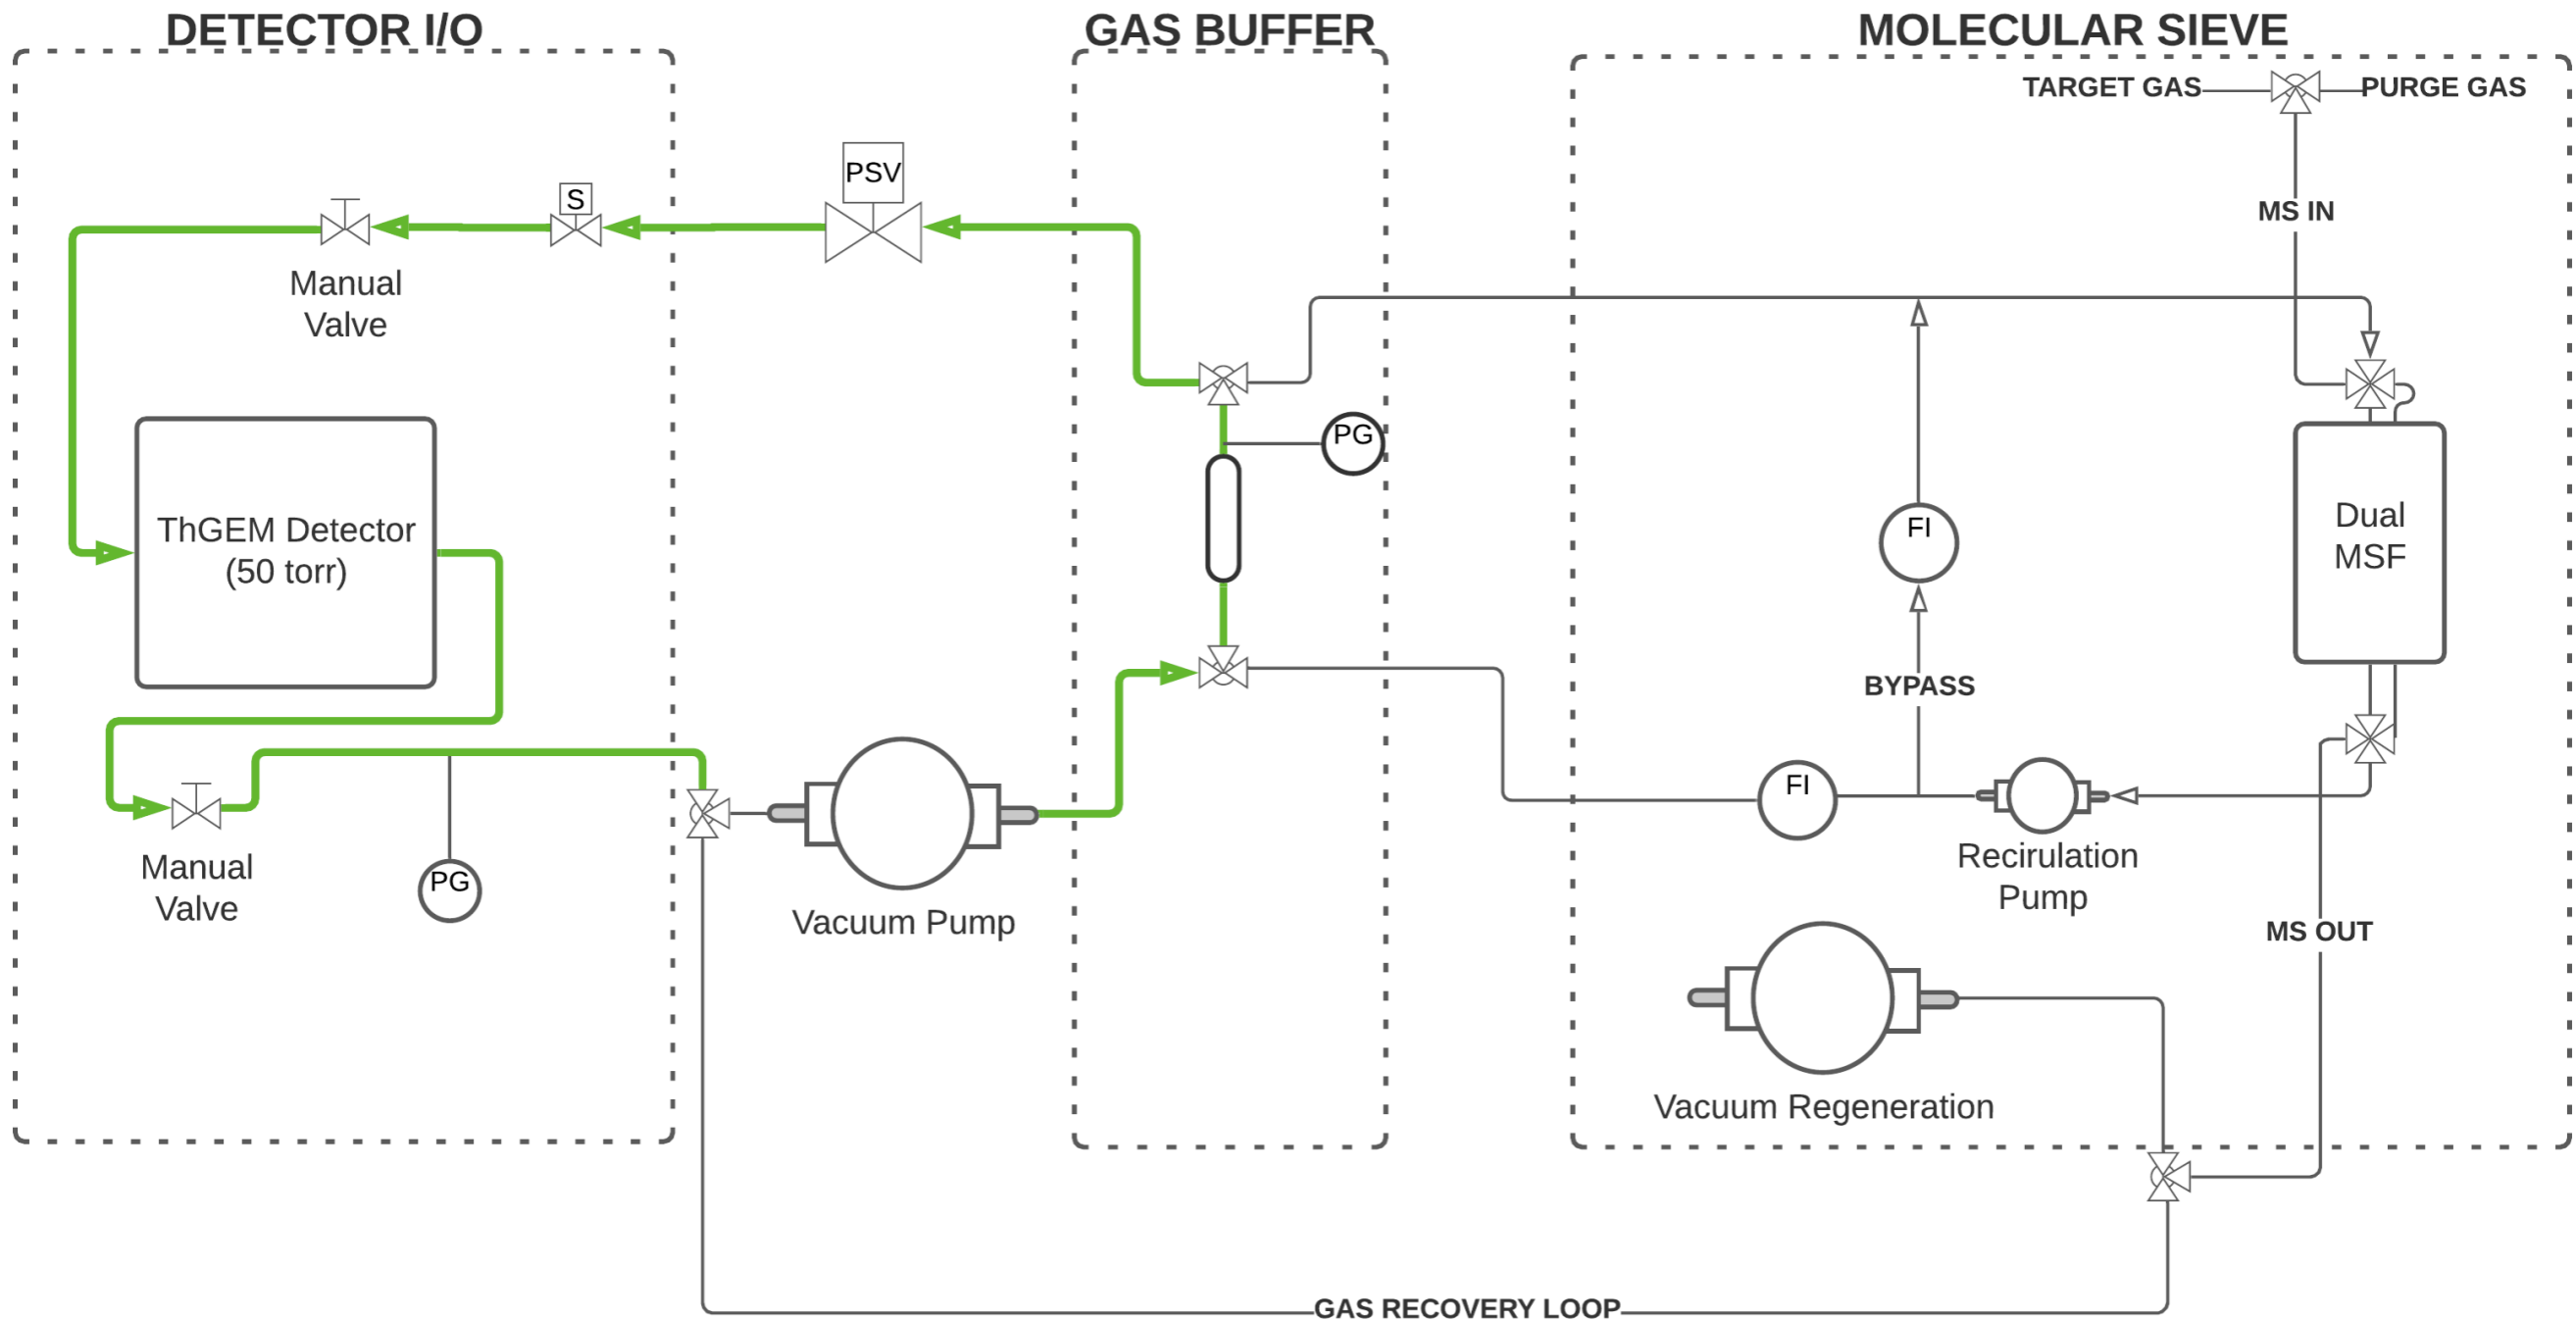 DETECTOR I/O
GAS BUFFER
MOLECULAR SIEVE
TARGET GAS
PURGE GAS
PSV
S
MS IN
Manual
Valve
PG
ThGEM Detector
(50 torr)
FI
Dual
MSF
BYPASS
FI
Manual
Valve
PG
Vacuum Pump
Recirulation
Pump
MS OUT
Vacuum Regeneration
GAS RECOVERY LOOP